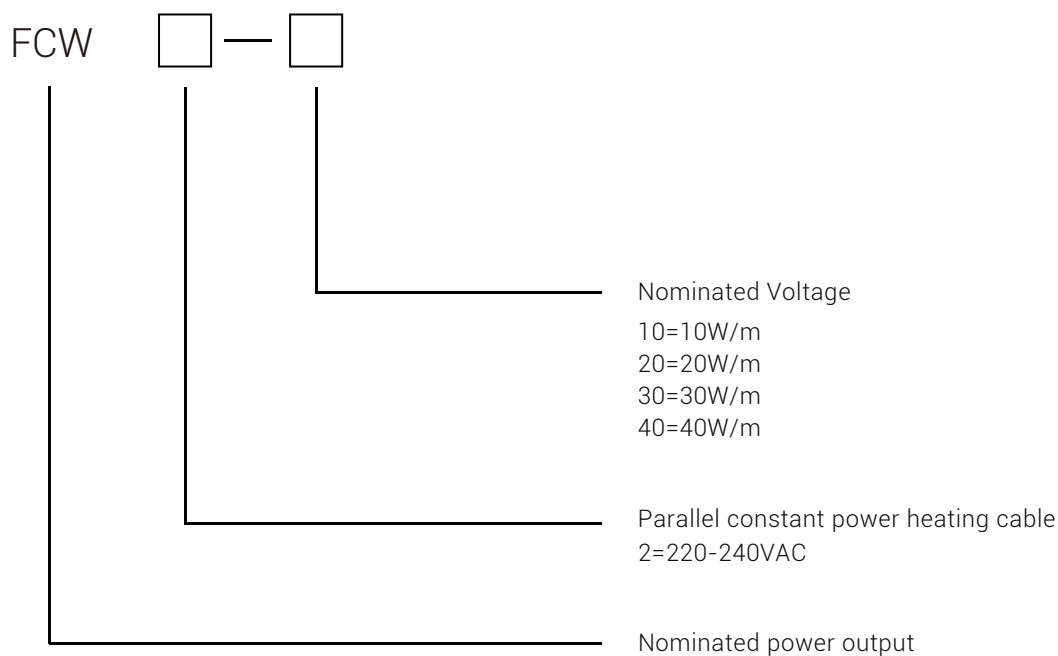 FCW —
Nominated Voltage
10=10W/m
20=20W/m
30=30W/m
40=40W/m
Parallel constant power heating cable
2=220-240VAC
Nominated power output